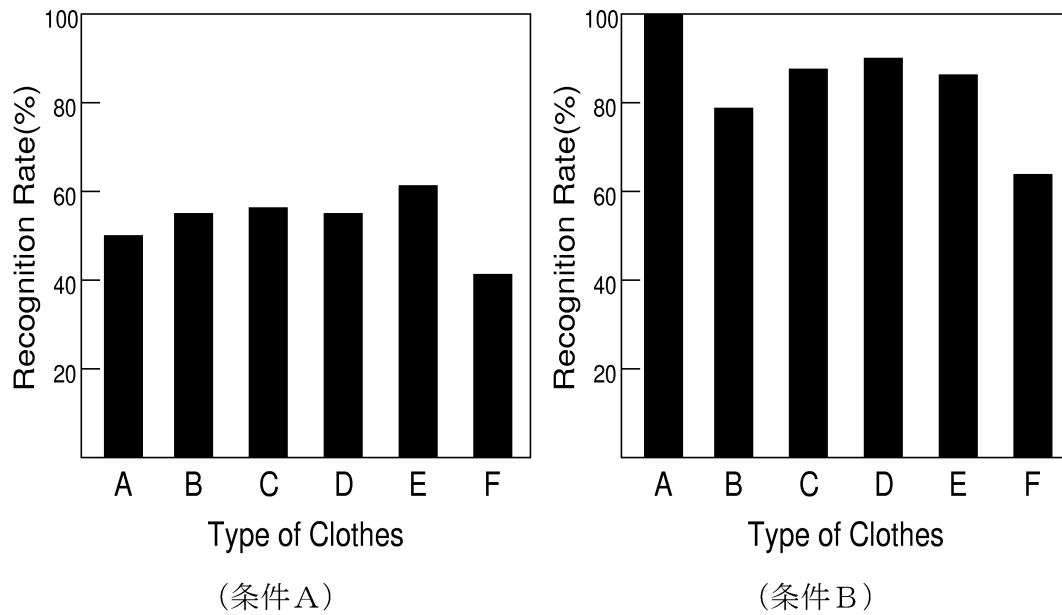 Recognition Rate(%)
100
80
60
40
20
A B C D E F
Type of Clothes
（条件A）
Recognition Rate(%)
100
80
60
40
20
A B C D E F
Type of Clothes
（条件B）